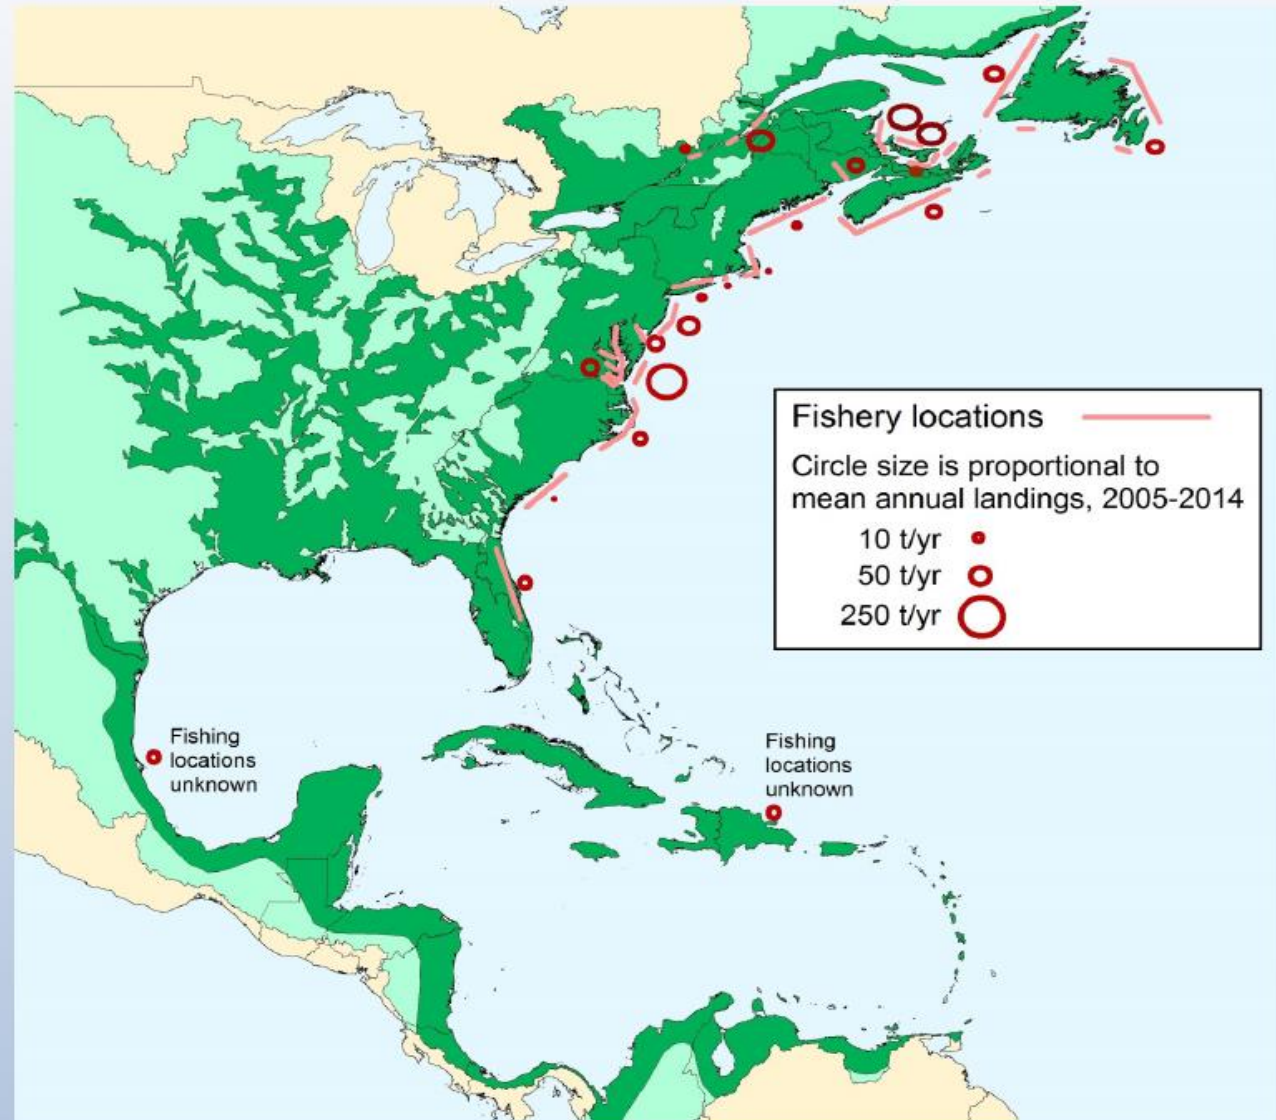 Fishery locations
Circle size is proportional to
mean annual landings, 2005-2014
10 t/yr
50 t/yr
250 t/yr
Fishing
locations
unknown
Fishing
locations
unknown